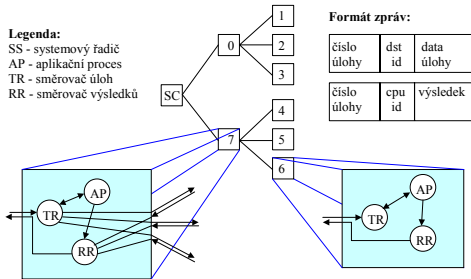 Legenda:
SS - systemový řadič
AP - aplikační proces
TR - směrovač úloh
RR - směrovač výsledků
SC
0
7
1
2
3
4
5
6
Formát zpráv:
číslo úlohy
dst id
data úlohy
číslo úlohy
cpu id
výsledek
AP
TR
RR
AP
TR
RR